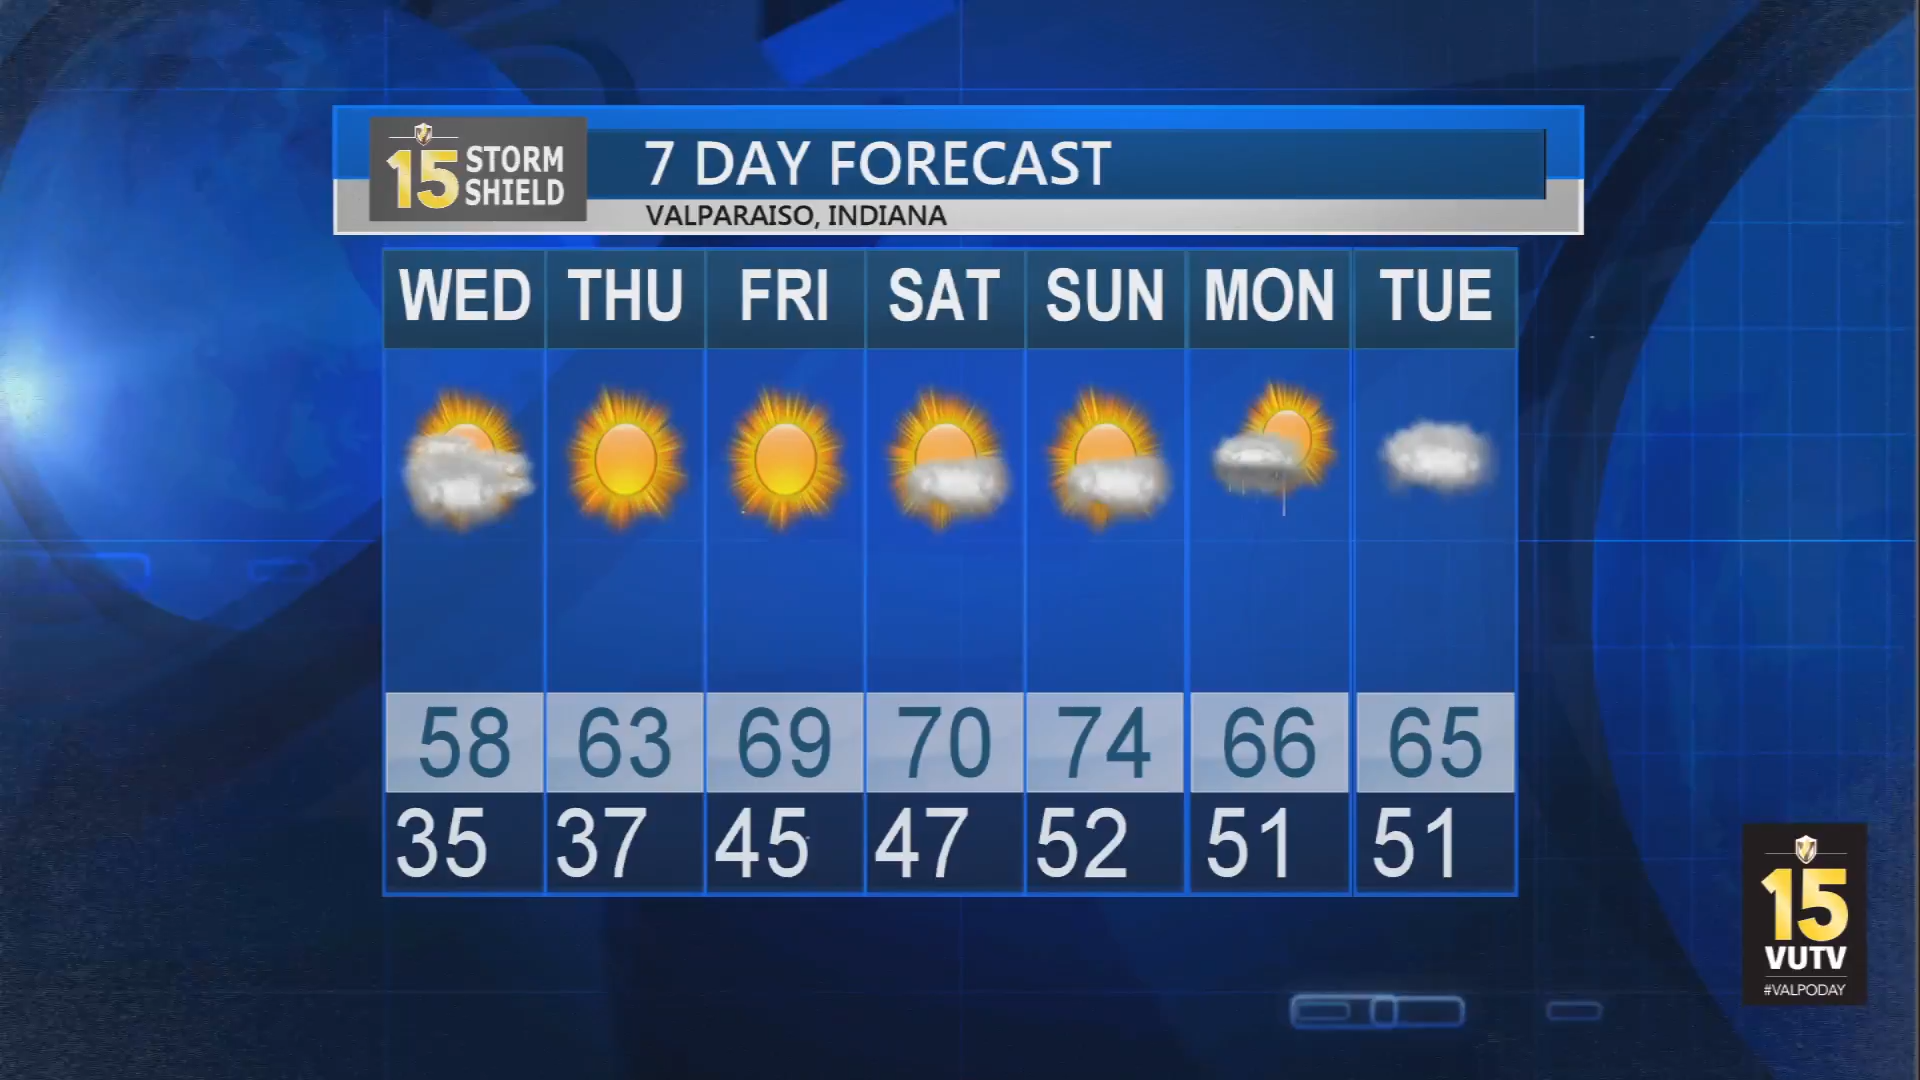 15 STORM SHIELD
7 DAY FORECAST
VALPARAISO, INDIANA
WED THU FRI SAT SUN MON TUE
58 63 69 70 74 66 65
35 37 45 47 52 51 51
15
VUTV
#VALPODAY